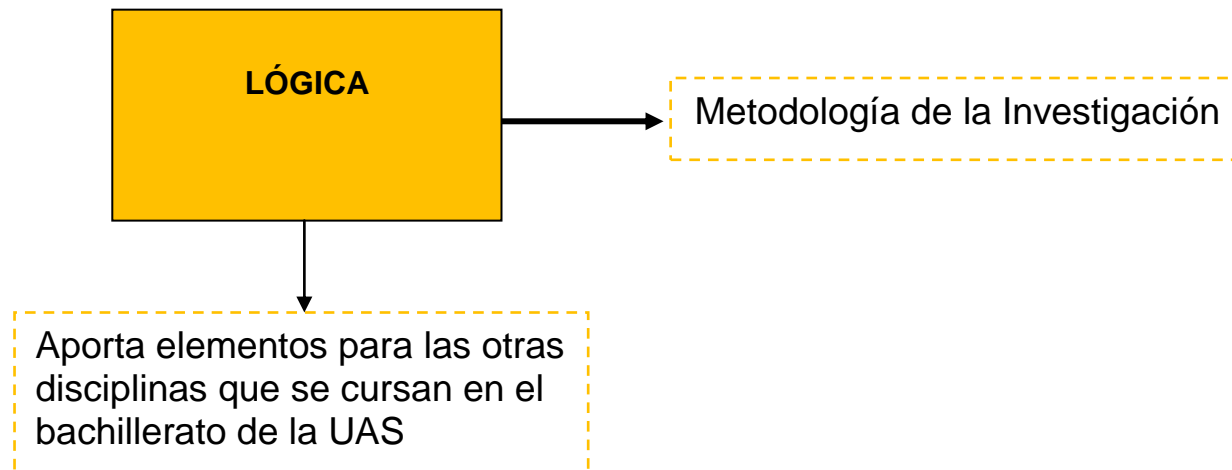 LÓGICA
Metodología de la Investigación
Aporta elementos para las otras
disciplinas que se cursan en el
bachillerato de la UAS